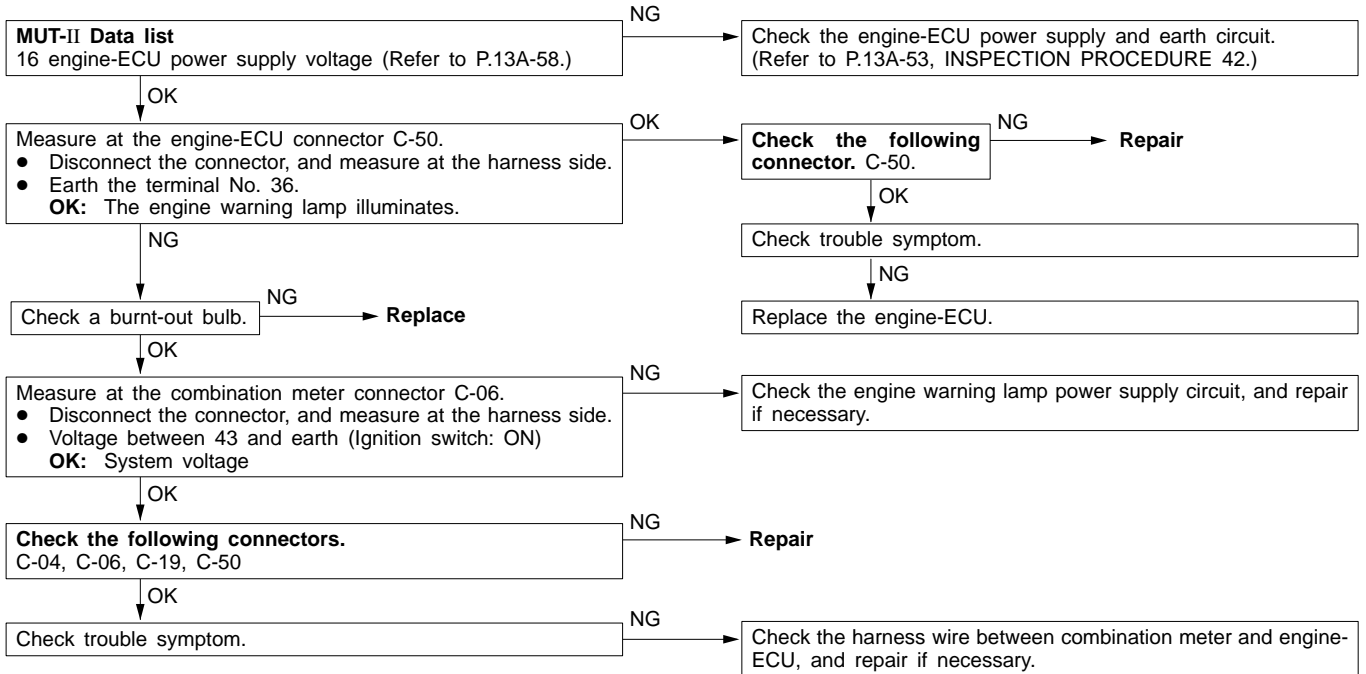 MUT-II Data list
16 engine-ECU power supply voltage (Refer to P.13A-58.)
NG
Check the engine-ECU power supply and earth circuit.
(Refer to P.13A-53, INSPECTION PROCEDURE 42.)
OK
Measure at the engine-ECU connector C-50.
● Disconnect the connector, and measure at the harness side.
● Earth the terminal No. 36.
OK: The engine warning lamp illuminates.
OK
Check the following
connector. C-50.
NG
Repair
OK
Check trouble symptom.
NG
Replace the engine-ECU.
NG
Check a burnt-out bulb.
NG
Replace
OK
Measure at the combination meter connector C-06.
● Disconnect the connector, and measure at the harness side.
● Voltage between 43 and earth (Ignition switch: ON)
OK: System voltage
NG
Check the engine warning lamp power supply circuit, and repair
if necessary.
OK
Check the following connectors.
C-04, C-06, C-19, C-50
NG
Repair
OK
Check trouble symptom.
NG
Check the harness wire between combination meter and engine-
ECU, and repair if necessary.